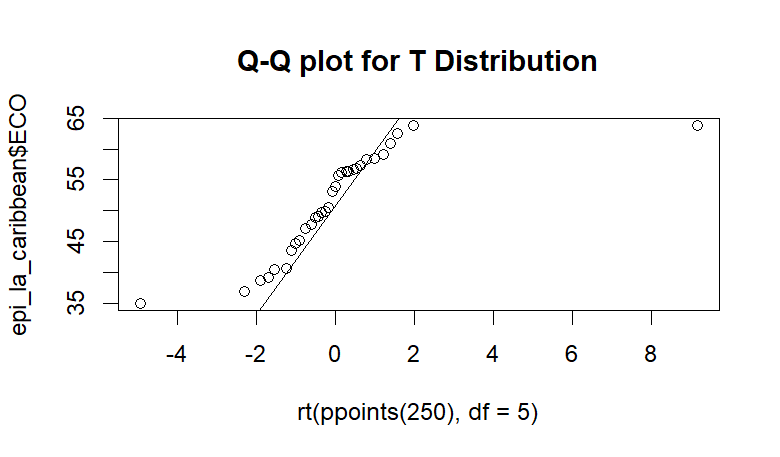 Q-Q plot for T Distribution
epi_la_caribbean$ECO
65
55
45
35
-4 -2 0 2 4 6 8
rt(ppoints(250), df = 5)